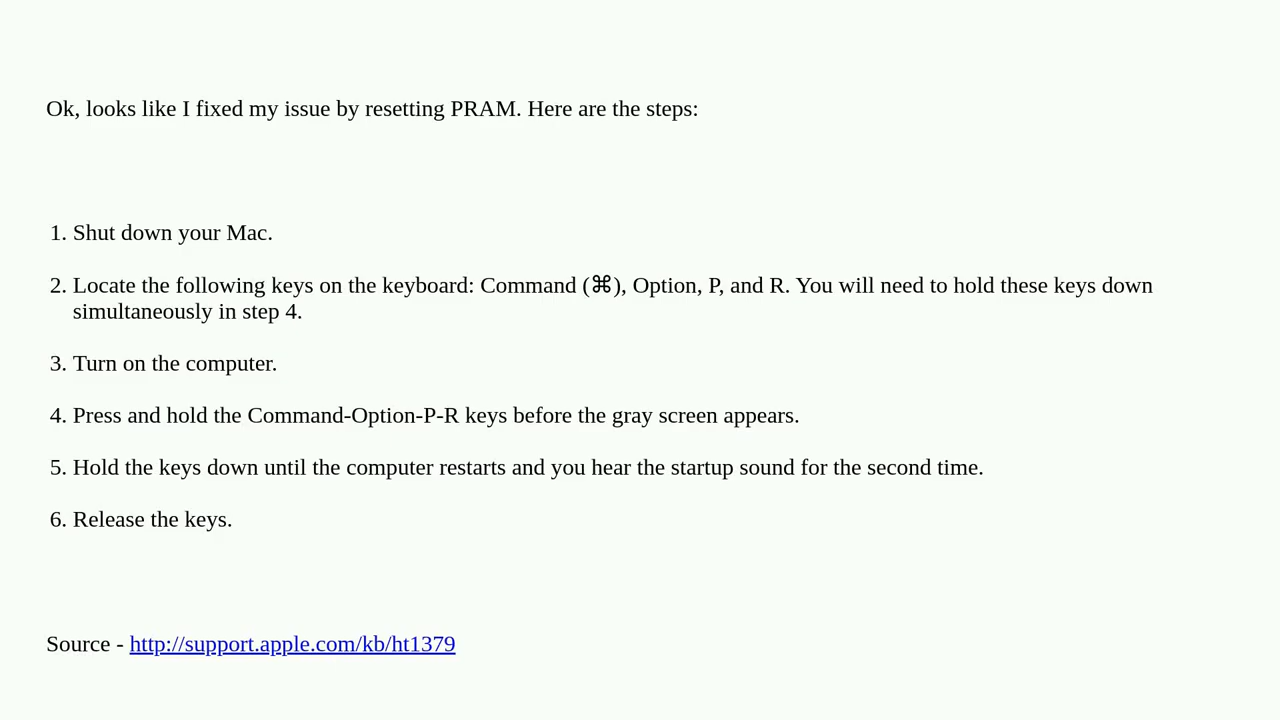 Ok, looks like I fixed my issue by resetting PRAM. Here are the steps:
1. Shut down your Mac.
2. Locate the following keys on the keyboard: Command (⌘), Option, P, and R. You will need to hold these keys down
simultaneously in step 4.
3. Turn on the computer.
4. Press and hold the Command-Option-P-R keys before the gray screen appears.
5. Hold the keys down until the computer restarts and you hear the startup sound for the second time.
6. Release the keys.
Source - http://support.apple.com/kb/ht1379